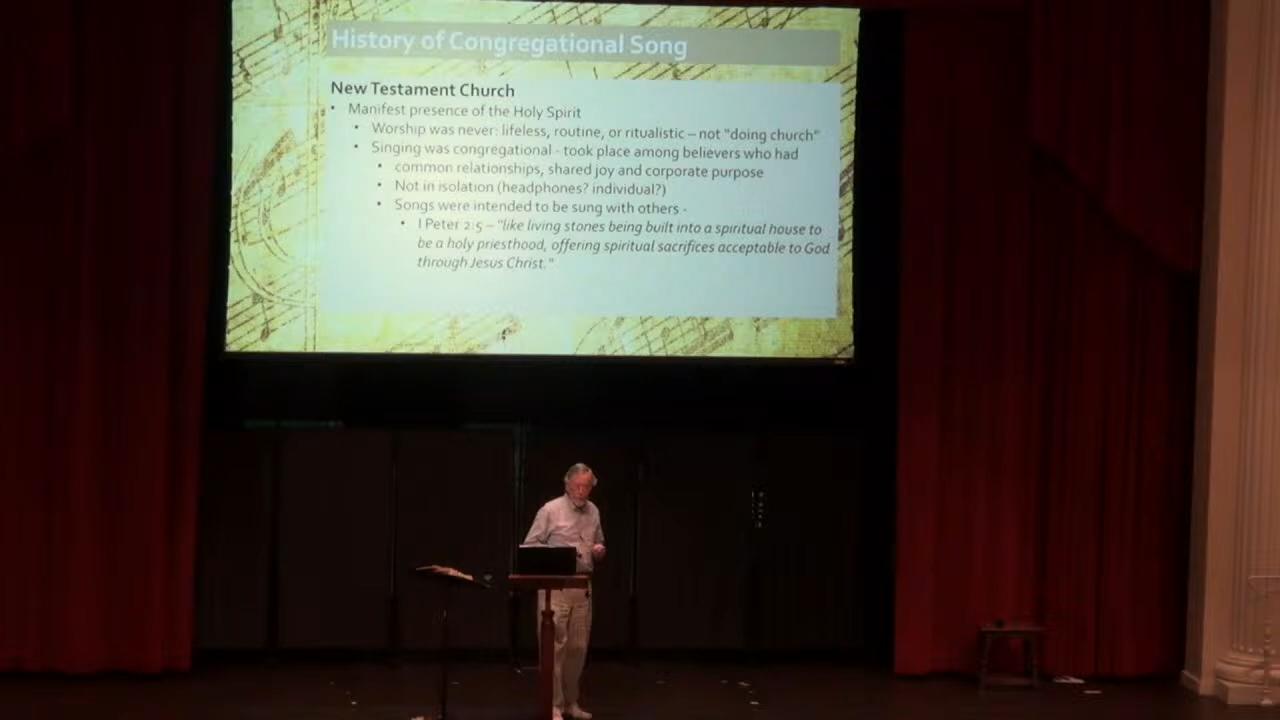 History of Congregational Song
New Testament Church
• Manifest presence of the Holy Spirit
• Worship was never: lifeless, routine, or ritualistic – not "doing church"
• Singing was congregational - took place among believers who had
• common relationships, shared joy and corporate purpose
• Not in isolation (headphones? individual?)
• Songs were intended to be sung with others -
• I Peter 2:5 – "like living stones being built into a spiritual house to
be a holy priesthood, offering spiritual sacrifices acceptable to God
through Jesus Christ."